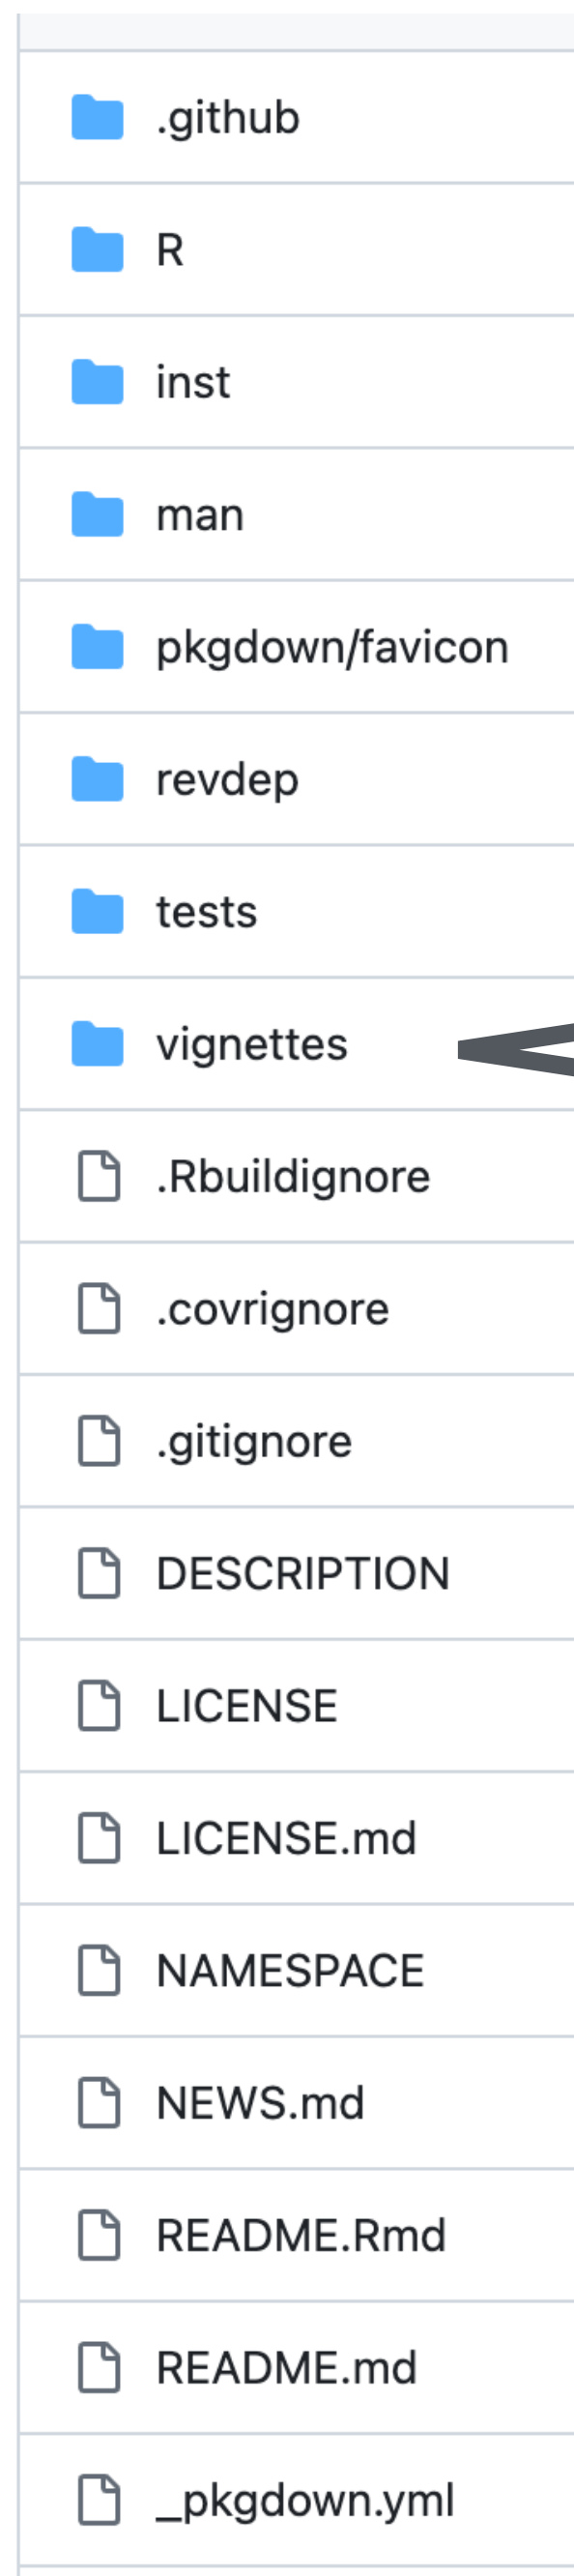 .github
R
inst
man
pkgdown/favicon
revdep
tests
vignettes
.Rbuildignore
.covrignore
.gitignore
DESCRIPTION
LICENSE
LICENSE.md
NAMESPACE
NEWS.md
README.Rmd
README.md
_pkgdown.yml